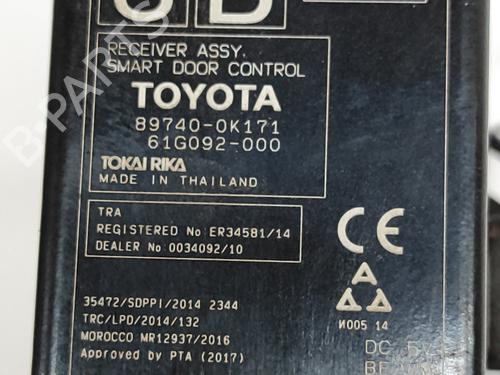 RECEIVER ASSY,
SMART DOOR CONTROL
TOYOTA
89740-0K171
61G092-000
TOKAI RIKA
MADE IN THAILAND
TRA
REGISTERED No ER34581/14
DEALER No 0034092/10
CE
35472/SDPPI/2014 2344
TRC/LPD/2014/132
MOROCCO MR12937/2016
Approved by PTA (2017)
И005 14
DC 5V
B-PARTS